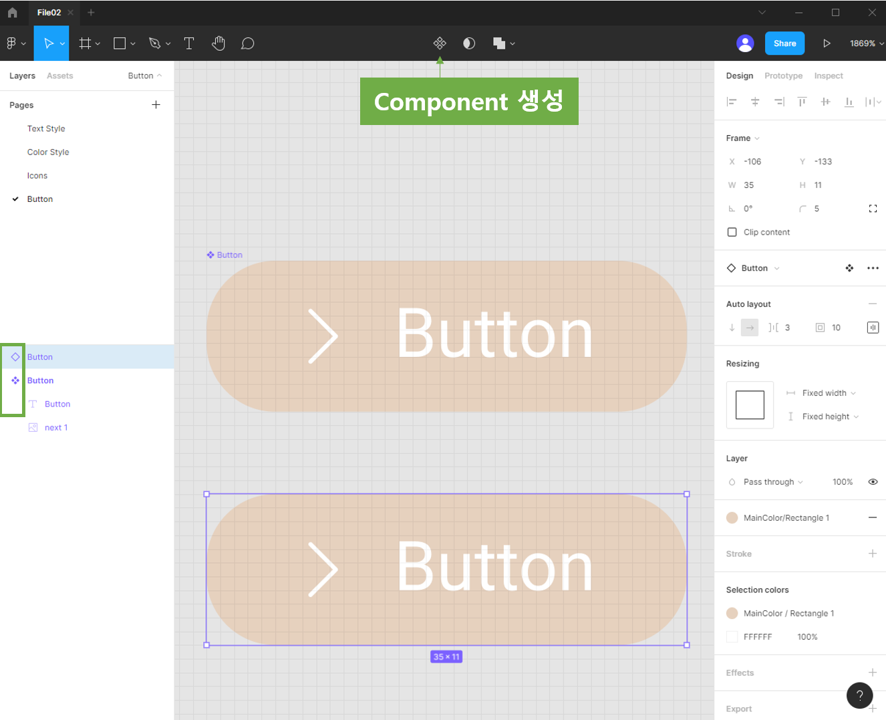 File02
Share
1869%
Layers
Assets
Button
Pages
Text Style
Color Style
Icons
Button
Button
Button
Button
next 1
Component 생성
Button
Button
Button
35 × 11
Design
Prototype
Inspect
Frame
X -106 Y -133
W 35 H 11
0° 5
Clip content
Button
Auto layout
3 10
Resizing
Fixed width
Fixed height
Layer
Pass through 100%
MainColor/Rectangle 1
Stroke
Selection colors
MainColor / Rectangle 1
FFFFFF 100%
Effects
Export
?